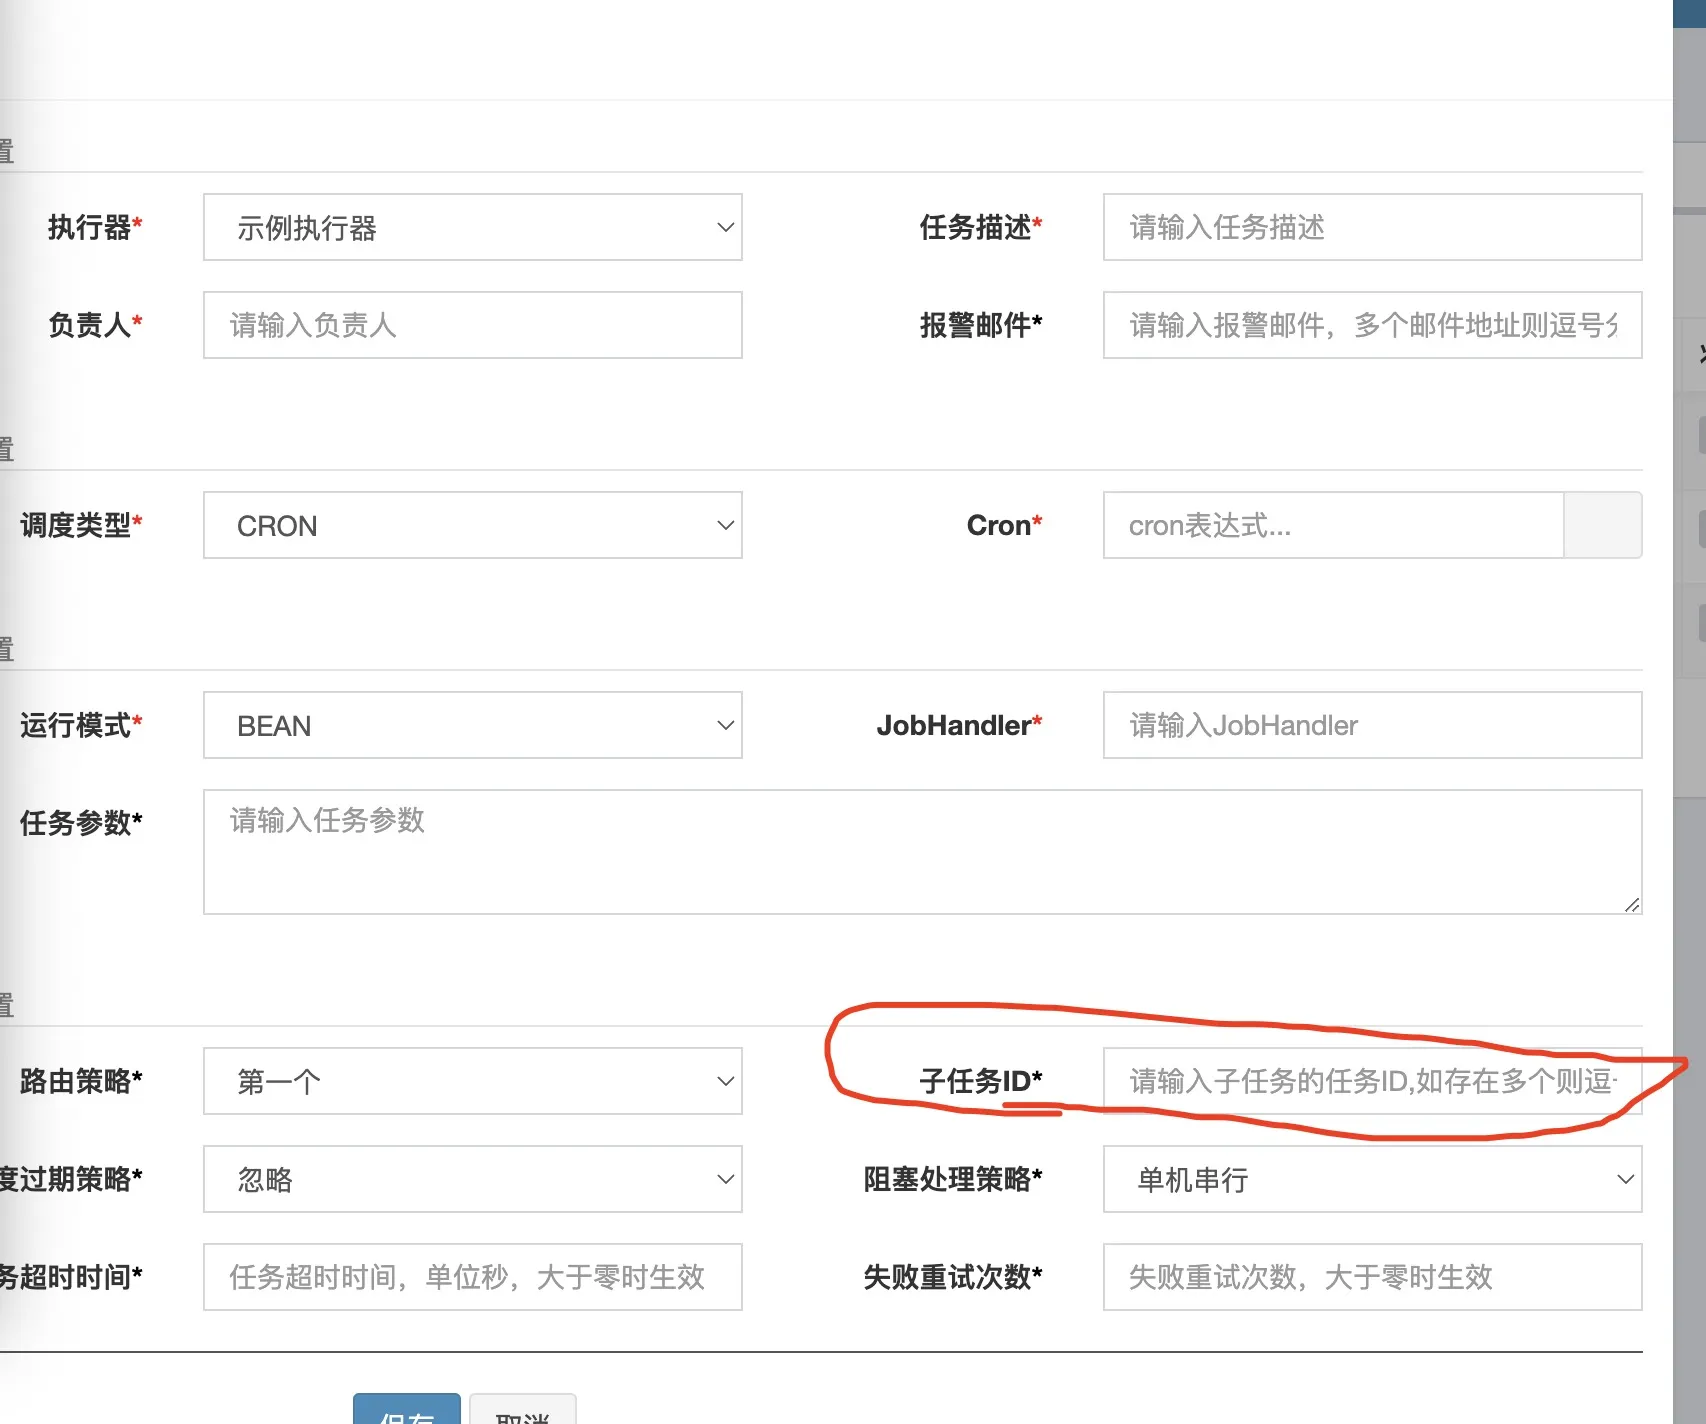 置
执行器* 示例执行器 任务描述* 请输入任务描述
负责人* 请输入负责人 报警邮件* 请输入报警邮件，多个邮件地址则逗号分
置
调度类型* CRON Cron* cron表达式...
置
运行模式* BEAN JobHandler* 请输入JobHandler
任务参数* 请输入任务参数
置
路由策略* 第一个 子任务ID* 请输入子任务的任务ID,如存在多个则逗
度过期策略* 忽略 阻塞处理策略* 单机串行
务超时时间* 任务超时时间，单位秒，大于零时生效 失败重试次数* 失败重试次数，大于零时生效
保存 取消